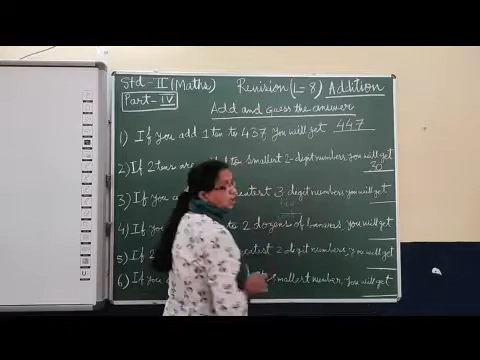 Std - II (Maths) Revision (L= 8) Addition
Part - IV
Add and guess the answer
1) If you add 1 ten to 437, you will get 447
2) If 2 tens are smallest 2-digit numbers, you will get 30
3) If you greatest 3 digit numbers, you will get
4) If you to 2 dozens of bananas, you will get
5) If 2 greatest 2 digit numbers, you will get
6) If you smallest number, you will get